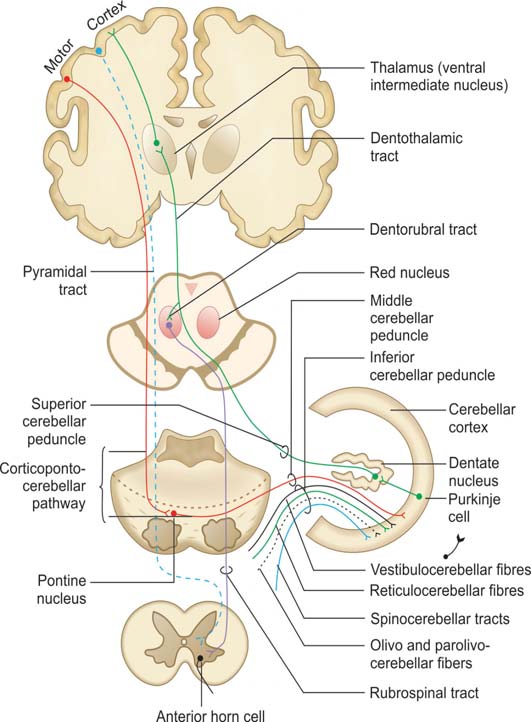 Cortex
Motor
Thalamus (ventral
intermediate nucleus)
Dentothalamic
tract
Dentorubral tract
Pyramidal
tract
Red nucleus
Middle
cerebellar
peduncle
Inferior
cerebellar peduncle
Superior
cerebellar
peduncle
Cerebellar
cortex
Corticoponto-
cerebellar
pathway
Dentate
nucleus
Purkinje
cell
Pontine
nucleus
Vestibulocerebellar fibres
Reticulocerebellar fibres
Spinocerebellar tracts
Olivo and parolivo-
cerebellar fibers
Rubrospinal tract
Anterior horn cell